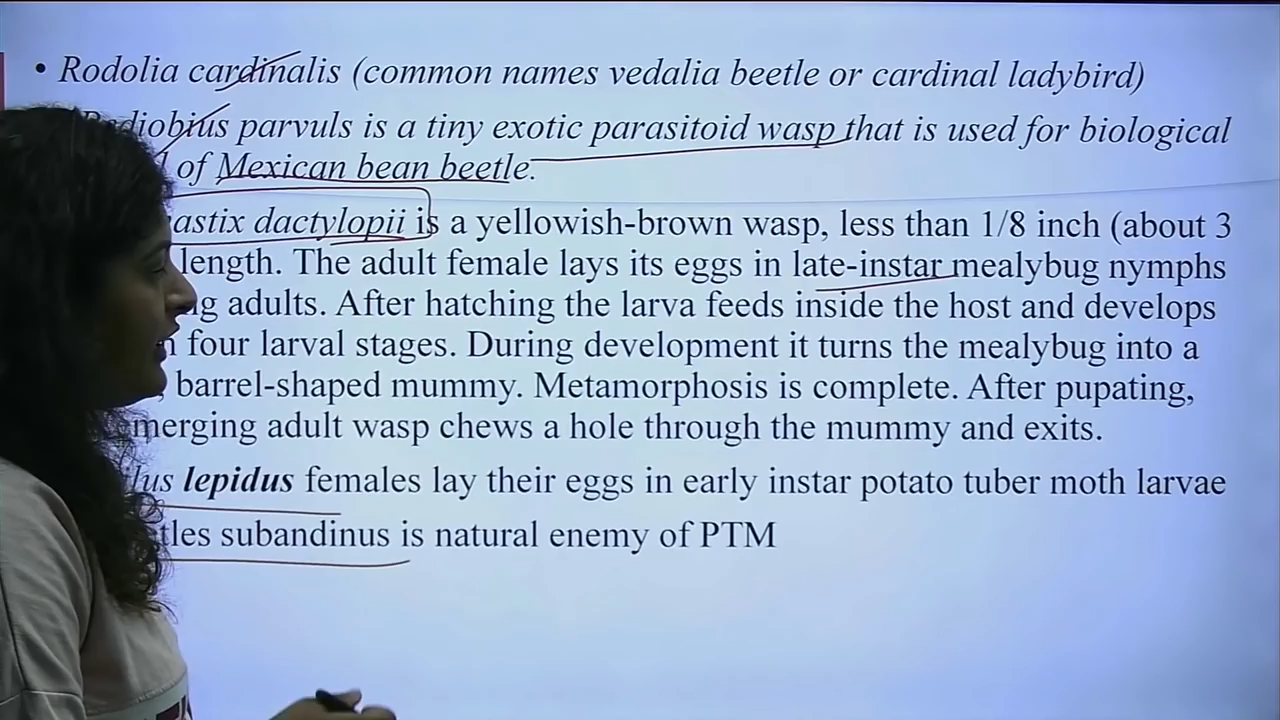 • Rodolia cardinalis (common names vedalia beetle or cardinal ladybird)
parvuls is a tiny exotic parasitoid wasp that is used for biological
of Mexican bean beetle.
dactylopii is a yellowish-brown wasp, less than 1/8 inch (about 3
length. The adult female lays its eggs in late-instar mealybug nymphs
adults. After hatching the larva feeds inside the host and develops
four larval stages. During development it turns the mealybug into a
barrel-shaped mummy. Metamorphosis is complete. After pupating,
emerging adult wasp chews a hole through the mummy and exits.
lepidus females lay their eggs in early instar potato tuber moth larvae
subandinus is natural enemy of PTM